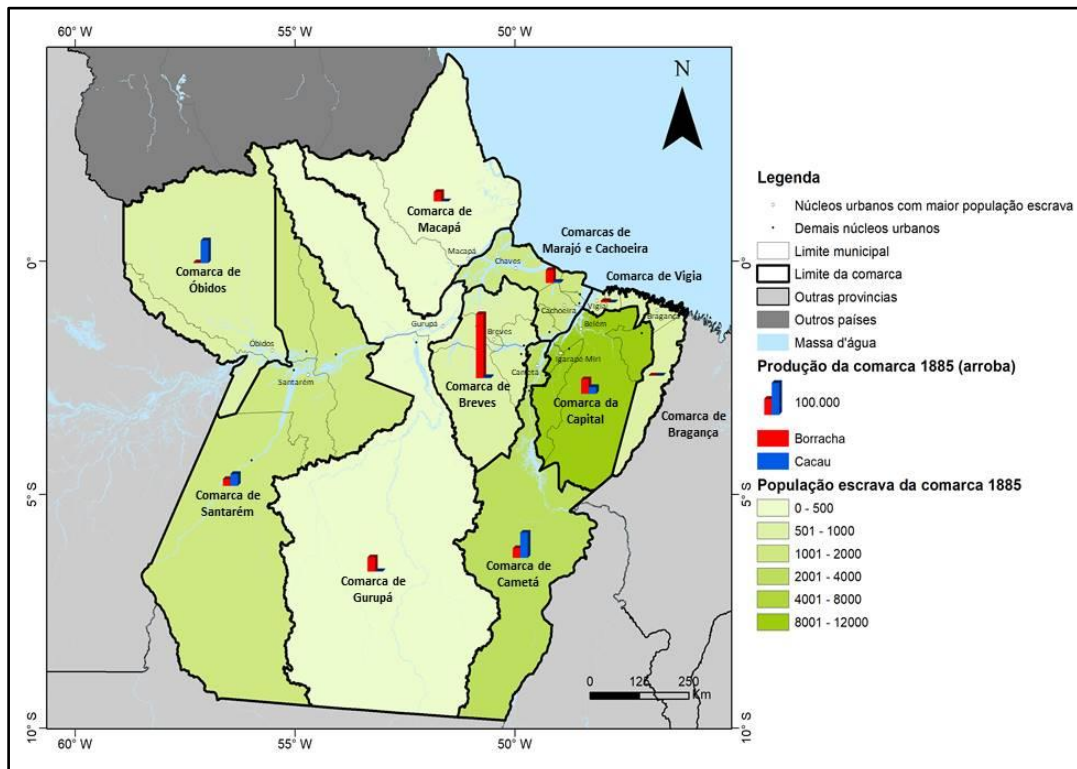 60° W
55° W
50° W
N
Comarca de
Macapá
Macapá
Comarcas de
Marajó e Cachoeira
Chaves
Comarca de Vigia
0°
0°
Comarca de
Óbidos
Cachoeira
Vigia
Bragança
Belém
Gurupá
Breves
Óbidos
Igarapé Miri
Cametá
Santarém
Comarca de
Breves
Comarca da
Capital
Comarca de
Bragança
5° S
5° S
Comarca de
Santarém
Comarca de
Gurupá
Comarca de
Cametá
0 125 250
Km
10° S
10° S
60° W
55° W
50° W
Legenda
Núcleos urbanos com maior população escrava
Demais núcleos urbanos
Limite municipal
Limite da comarca
Outras provincias
Outros países
Massa d'água
Produção da comarca 1885 (arroba)
100.000
Borracha
Cacau
População escrava da comarca 1885
0 - 500
501 - 1000
1001 - 2000
2001 - 4000
4001 - 8000
8001 - 12000